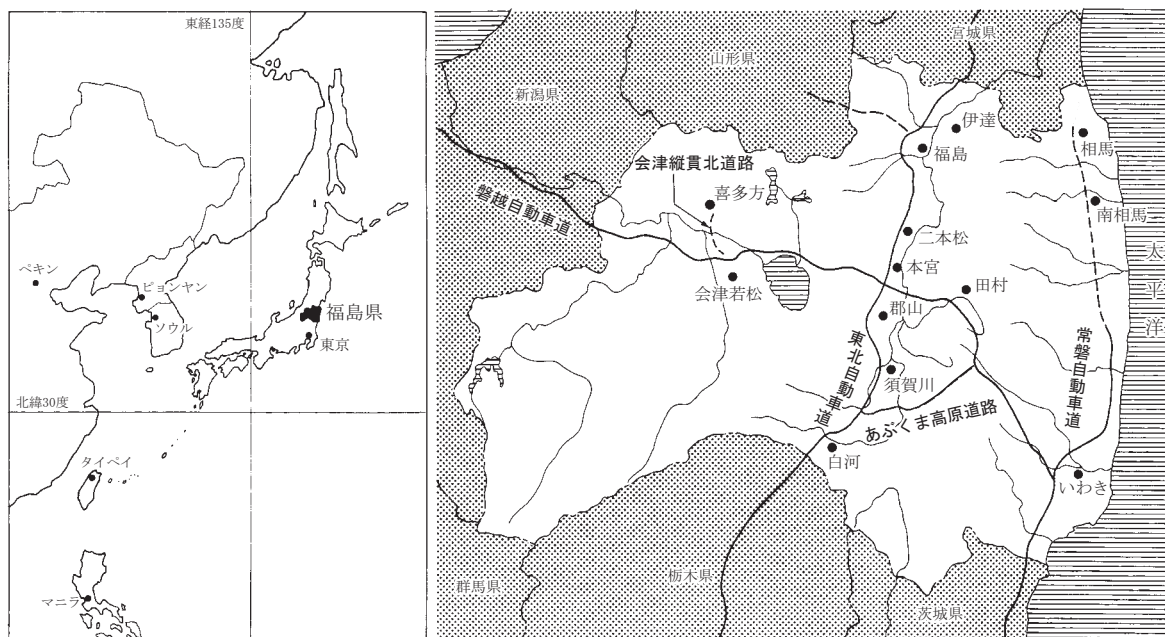 東経135度
ペキン
ピョンヤン
ソウル
福島県
東京
北緯30度
タイペイ
マニラ
宮城県
山形県
新潟県
伊達
福島
相馬
会津縦貫北道路
喜多方
磐越自動車道
南相馬
二本松
本宮
田村
会津若松
郡山
太平洋
常磐自動車道
東北自動車道
須賀川
あぶくま高原道路
白河
いわき
群馬県
栃木県
茨城県